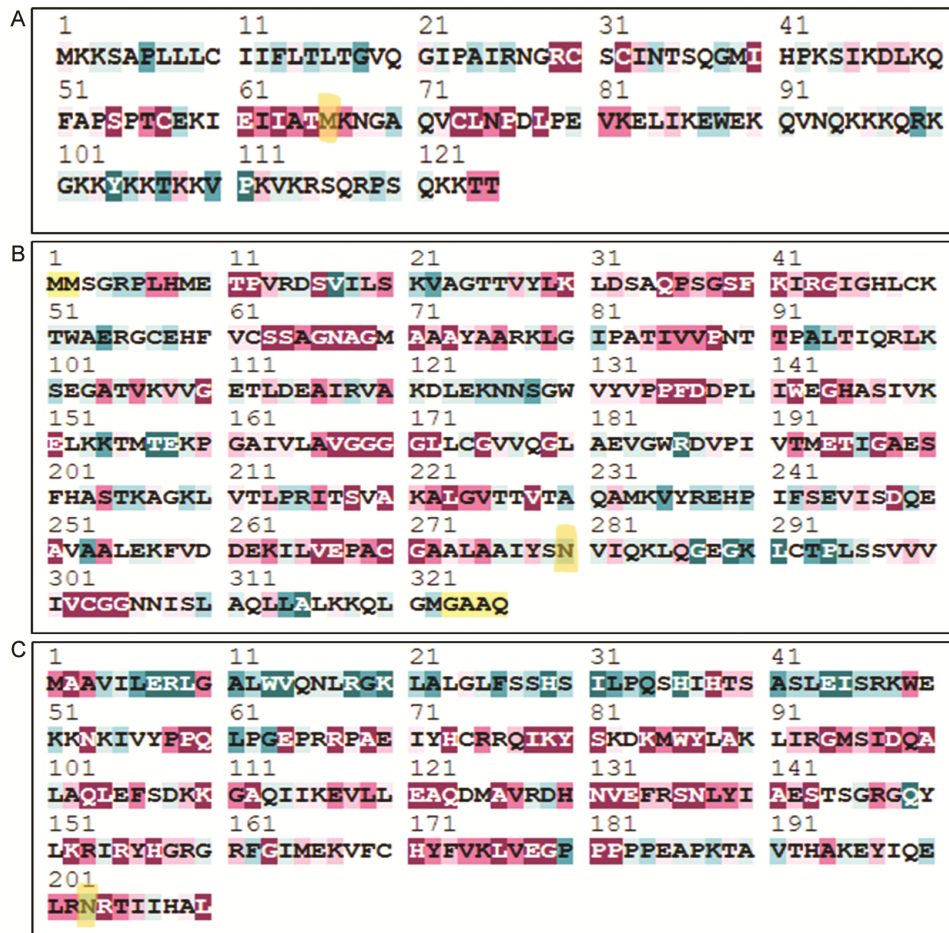 A
1 11 21 31 41
MKKSAPLLLC IIFLTLTGVQ GIPAIRNGRC SCINTSQGMI HPKSIKDLKQ
51 61 71 81 91
FAPSPTCEKI EIIATMKNGA QVCLNPDLPE VKELIKEWEK QVNQKKKQRK
101 111 121
GKKYKKTKKV PKVKRSQRPS QKKTT
B
1 11 21 31 41
MMSGRPLHME TPVRDSVILS KVAGTTVYLK LDSAQPSGSF KIRGIGHLCK
51 61 71 81 91
TWAERGCEHF VCSSAGNAGM AAAYAARKLG IPATIVVPNT TPALTIQRLK
101 111 121 131 141
SEGATVKVVG ETLDEAIRVA KDLEKNNSGW VYVPPFDDPL IWEGHASIVK
151 161 171 181 191
ELKKTMTEKP GAIVLAVGGG GLLCGVVQGL AEVGWRDVPI VTMETIGAES
201 211 221 231 241
FHASTKAGKL VTLPRITSVA KALGVTTVTA QAMKVYREHP IFSEVISDQE
251 261 271 281 291
AVAALEKFVD DEKILVEPAC GAALAAIYSN VIQKLQGEGK LCTPLSSVVV
301 311 321
IVCGGNNISL AQLLALKKQL GMGAAQ
C
1 11 21 31 41
MAAVILERLG ALWVQNLRGK LALGLFSSHS ILPQSHIHTS ASLEISRKWE
51 61 71 81 91
KKNKIVYPPQ LPGEPRRPAE IYHCRRQIKY SKDKMWYLAK LIRGMSIDQA
101 111 121 131 141
LAQLEFSDKK GAQIIKEVLL EAQDMAVRDH NVEFRSNLYI AESTSGRGQY
151 161 171 181 191
LKRIRYHGRG RFGIMEKVFC HYFVKLVEGP PPPPEAPKTA VTHAKEYIQE
201
LRNRTIIHAL